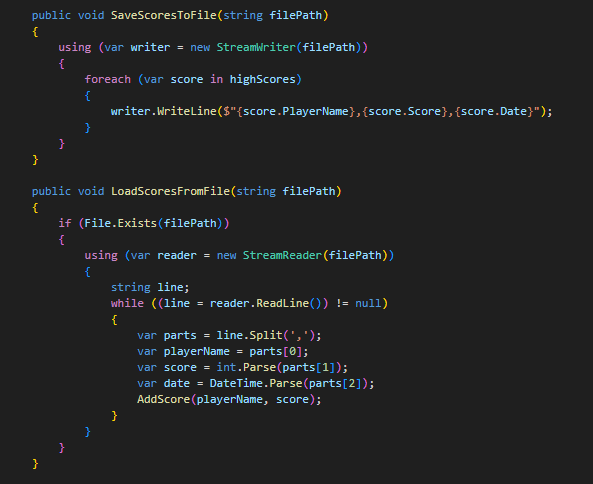 public void SaveScoresToFile(string filePath)
{
    using (var writer = new StreamWriter(filePath))
    {
        foreach (var score in highScores)
        {
            writer.WriteLine($"{score.PlayerName},{score.Score},{score.Date}");
        }
    }
}

public void LoadScoresFromFile(string filePath)
{
    if (File.Exists(filePath))
    {
        using (var reader = new StreamReader(filePath))
        {
            string line;
            while ((line = reader.ReadLine()) != null)
            {
                var parts = line.Split(',');
                var playerName = parts[0];
                var score = int.Parse(parts[1]);
                var date = DateTime.Parse(parts[2]);
                AddScore(playerName, score);
            }
        }
    }
}